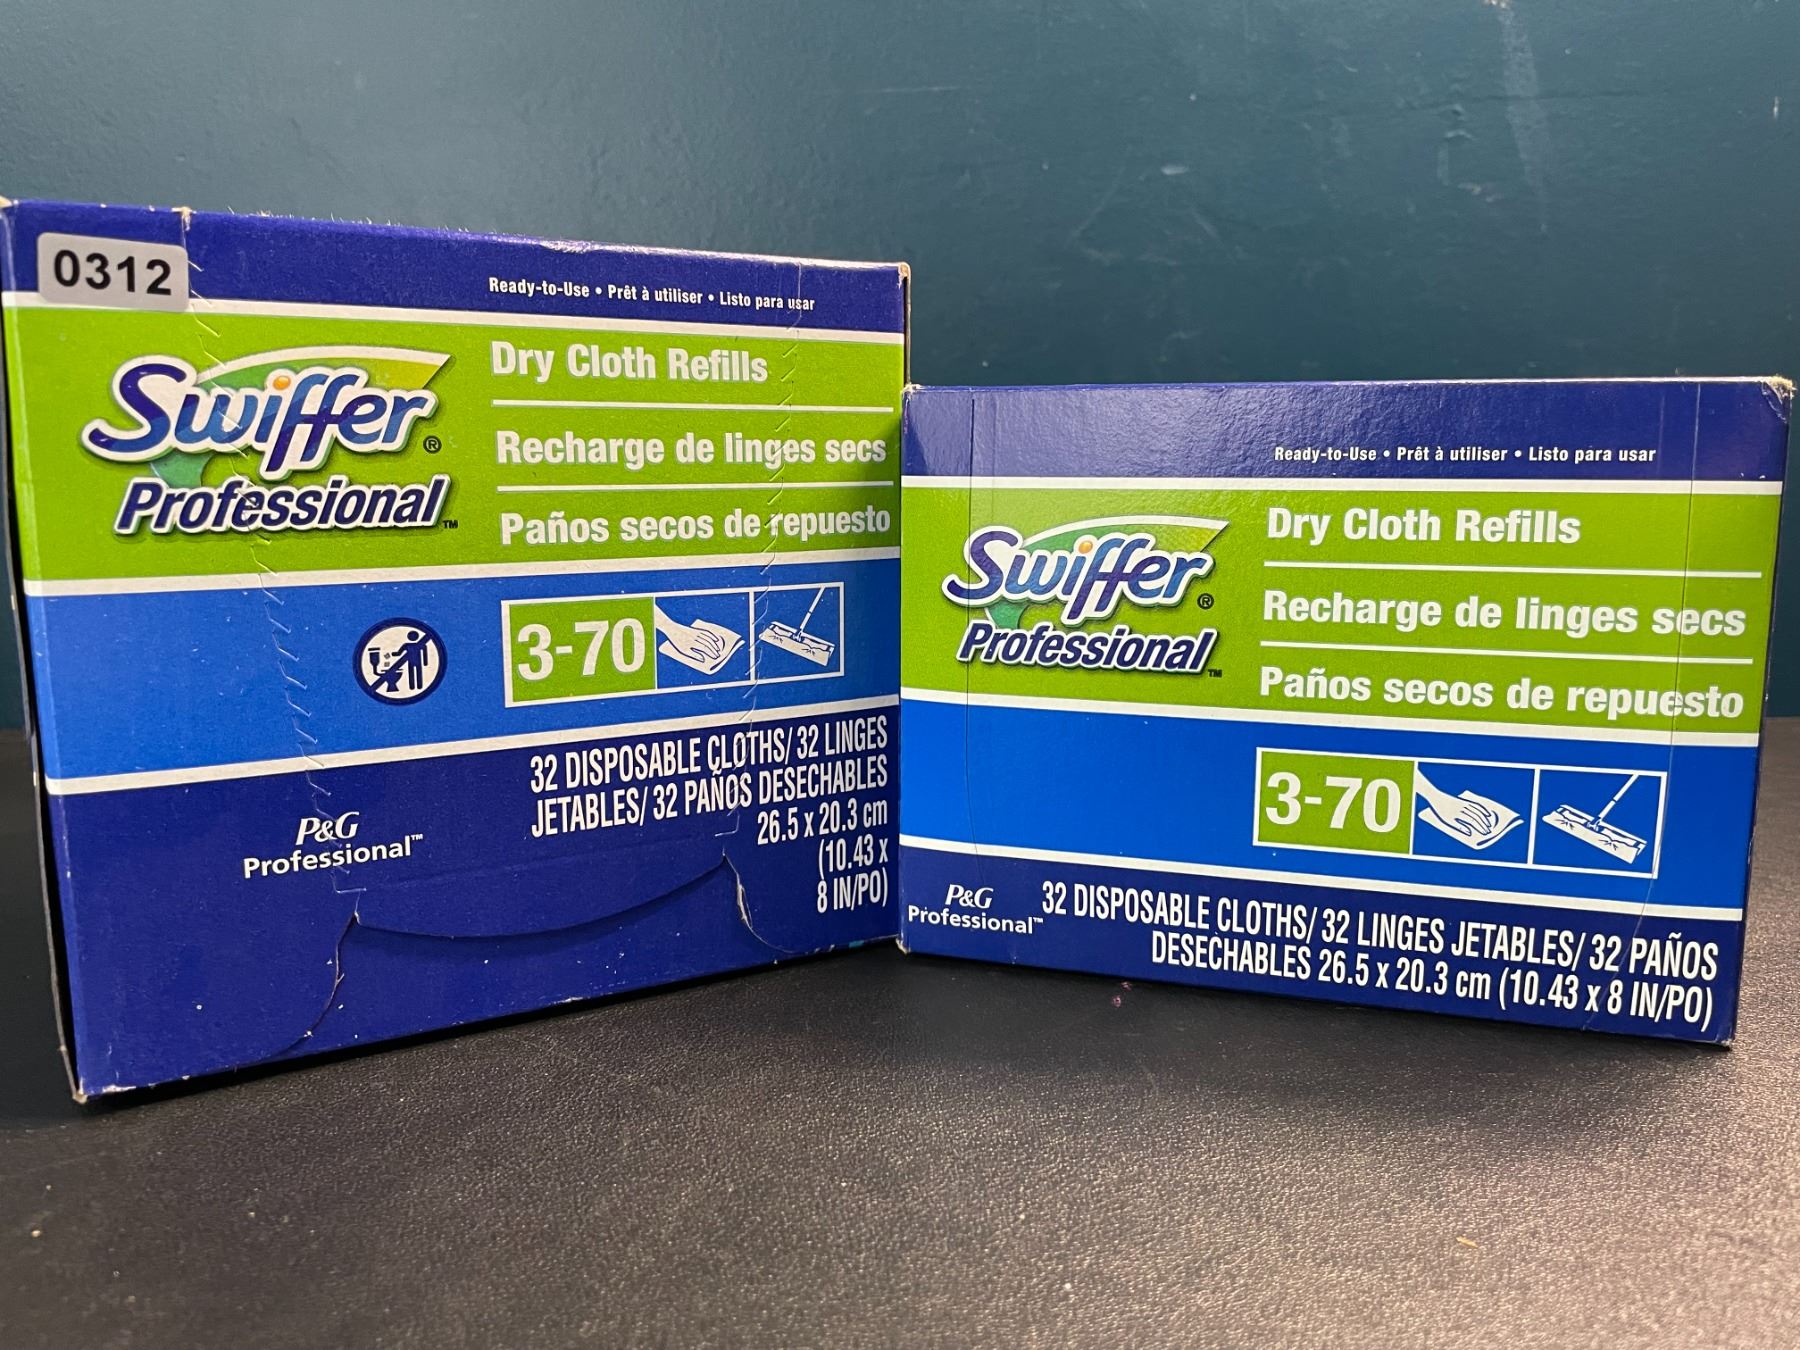 0312
Ready-to-Use • Prêt à utiliser • Listo para usar
Swiffer®
Professional™
Dry Cloth Refills
Recharge de linges secs
Paños secos de repuesto
3-70
P&G
Professional™
32 DISPOSABLE CLOTHS/ 32 LINGES
JETABLES/ 32 PAÑOS DESECHABLES
26.5 x 20.3 cm
(10.43 x
8 IN/PO)
Ready-to-Use • Prêt à utiliser • Listo para usar
Swiffer®
Professional™
Dry Cloth Refills
Recharge de linges secs
Paños secos de repuesto
3-70
P&G
Professional™
32 DISPOSABLE CLOTHS/ 32 LINGES JETABLES/ 32 PAÑOS
DESECHABLES 26.5 x 20.3 cm (10.43 x 8 IN/PO)